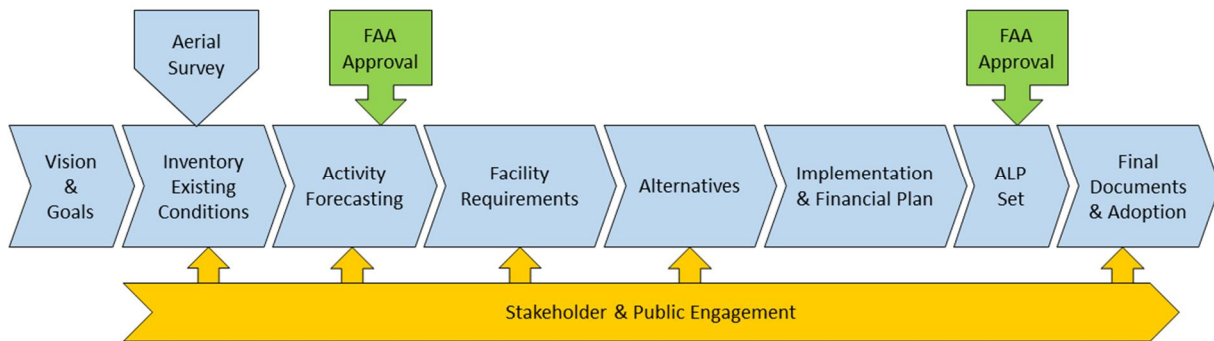 Aerial
Survey
FAA
Approval
FAA
Approval
Vision
&
Goals
Inventory
Existing
Conditions
Activity
Forecasting
Facility
Requirements
Alternatives
Implementation
& Financial Plan
ALP
Set
Final
Documents
& Adoption
Stakeholder & Public Engagement